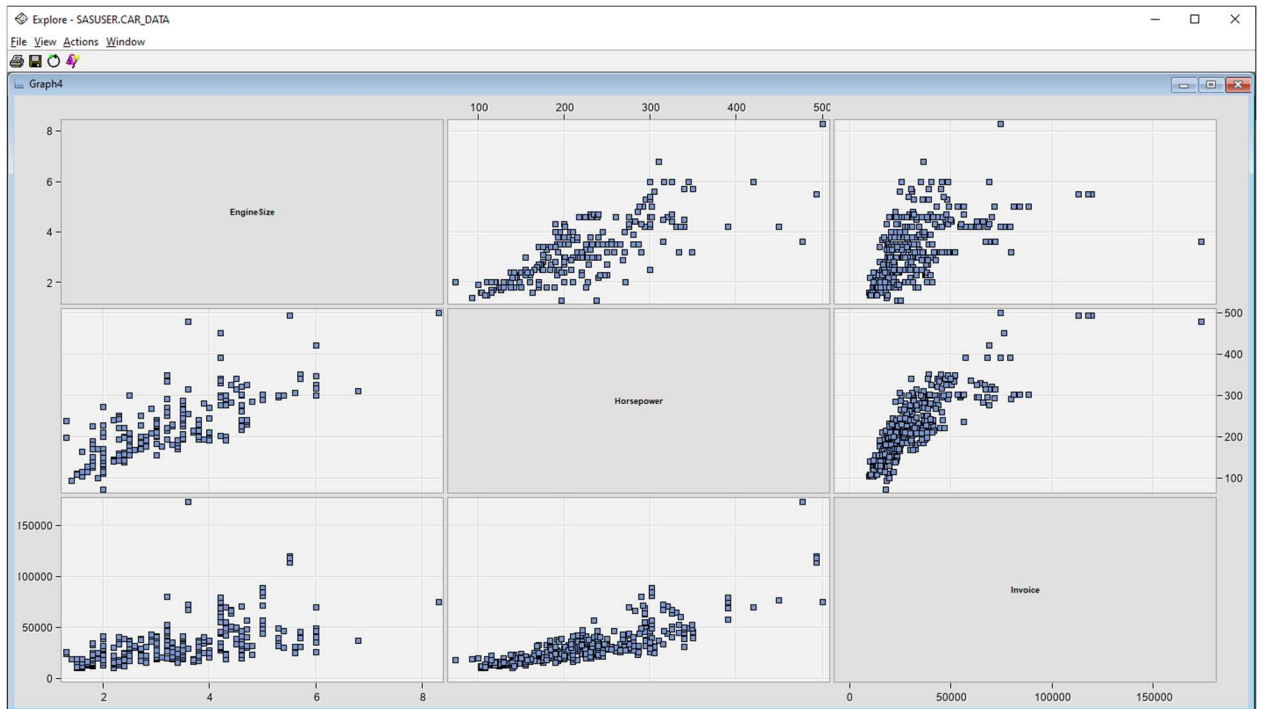 Explore - SASUSER.CAR_DATA
File View Actions Window
Graph4
100 200 300 400 500
8
6
4
2
EngineSize
Horsepower
500
400
300
200
100
150000
100000
50000
0
Invoice
2 4 6 8
0 50000 100000 150000